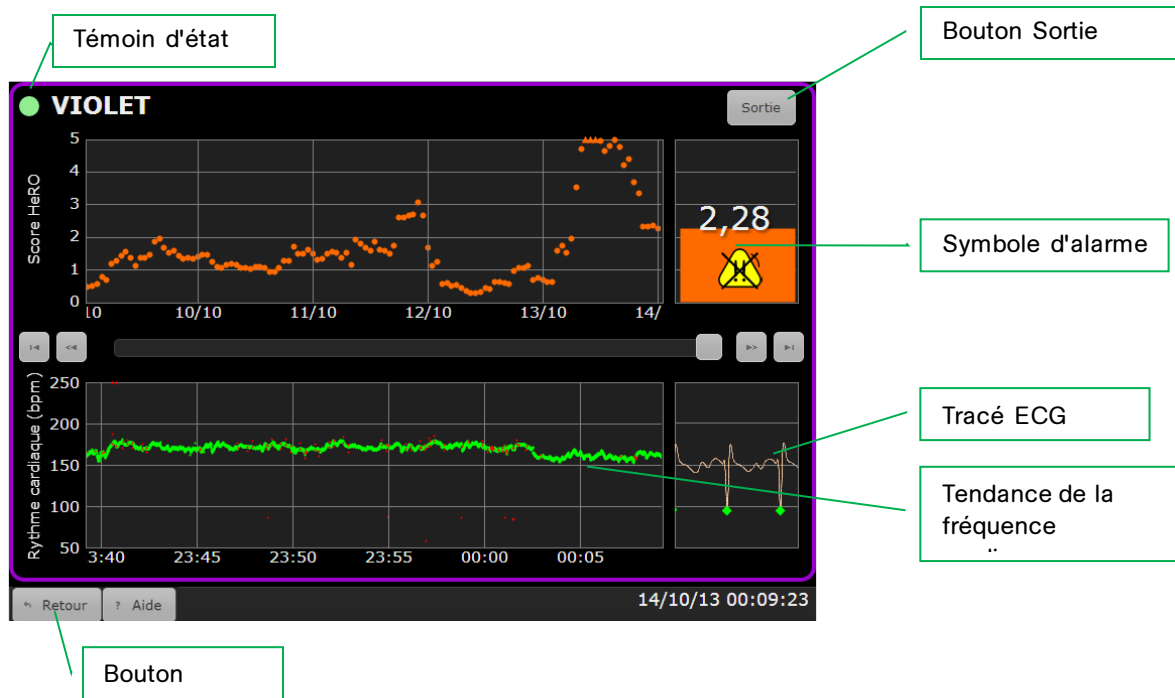 Témoin d'état
Bouton Sortie
VIOLET
Sortie
Score HeRO
5
4
3
2
1
0
10
10/10
11/10
12/10
13/10
14/
2,28
Symbole d'alarme
Rythme cardiaque (bpm)
250
200
150
100
50
3:40
23:45
23:50
23:55
00:00
00:05
Tracé ECG
Tendance de la
fréquence
Retour
? Aide
14/10/13 00:09:23
Bouton